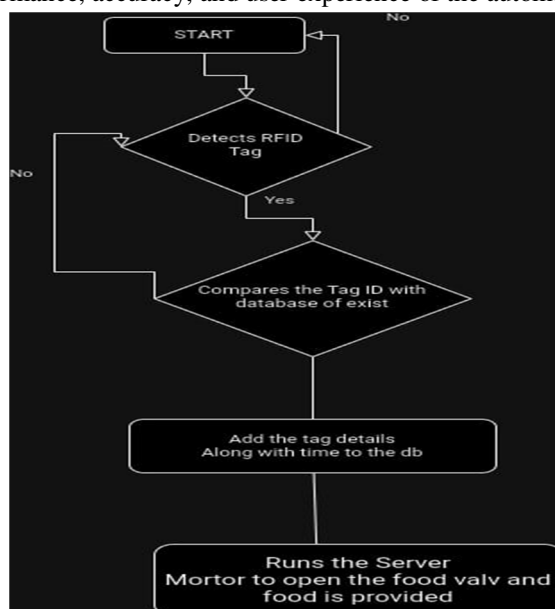 No
START
Detects RFID
Tag
No
Yes
Compares the Tag ID with
database of exist
Add the tag details
Along with time to the db
Runs the Server
Mortor to open the food valv and
food is provided